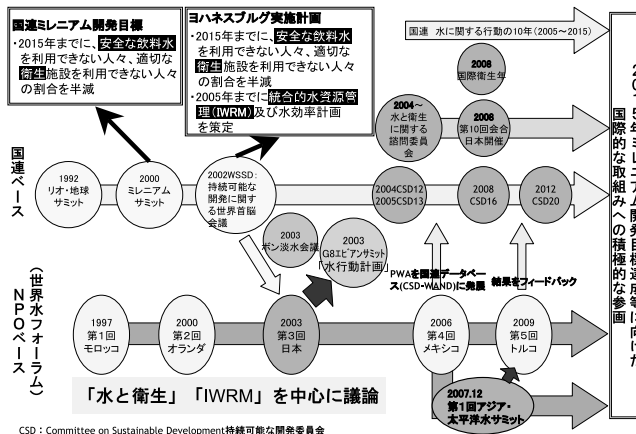 国連ミレニアム開発目標
・2015年までに、安全な飲料水
を利用できない人々、適切な
衛生施設を利用できない人々
の割合を半減
ヨハネスブルグ実施計画
・2015年までに、安全な飲料水
を利用できない人々、適切な
衛生施設を利用できない人々
の割合を半減
・2005年までに統合的水資源管
理(IWRM)及び水効率計画
を策定
国連 水に関する行動の10年(2005~2015)
2008
国際衛生年
2004~
水と衛生
に関する
諮問委員
会
2008
第10回会合
日本開催
国連ベース
1992
リオ・地球
サミット
2000
ミレニアム
サミット
2002WSSD:
持続可能な
開発に関す
る世界首脳
会議
2004CSD12
2005CSD13
2008
CSD16
2012
CSD20
2003
ボン淡水会議
2003
G8エビアンサミット
「水行動計画」
PWAを国連データベー
ス(CSD-WAND)に発展
結果をフィードバック
(世界水フォーラム)
NPOベース
1997
第1回
モロッコ
2000
第2回
オランダ
2003
第3回
日本
2006
第4回
メキシコ
2009
第5回
トルコ
2007.12
第1回アジア・
太平洋水サミット
「水と衛生」「IWRM」を中心に議論
国際的な取組みへの積極的な参画
CSD:Committee on Sustainable Development持続可能な開発委員会